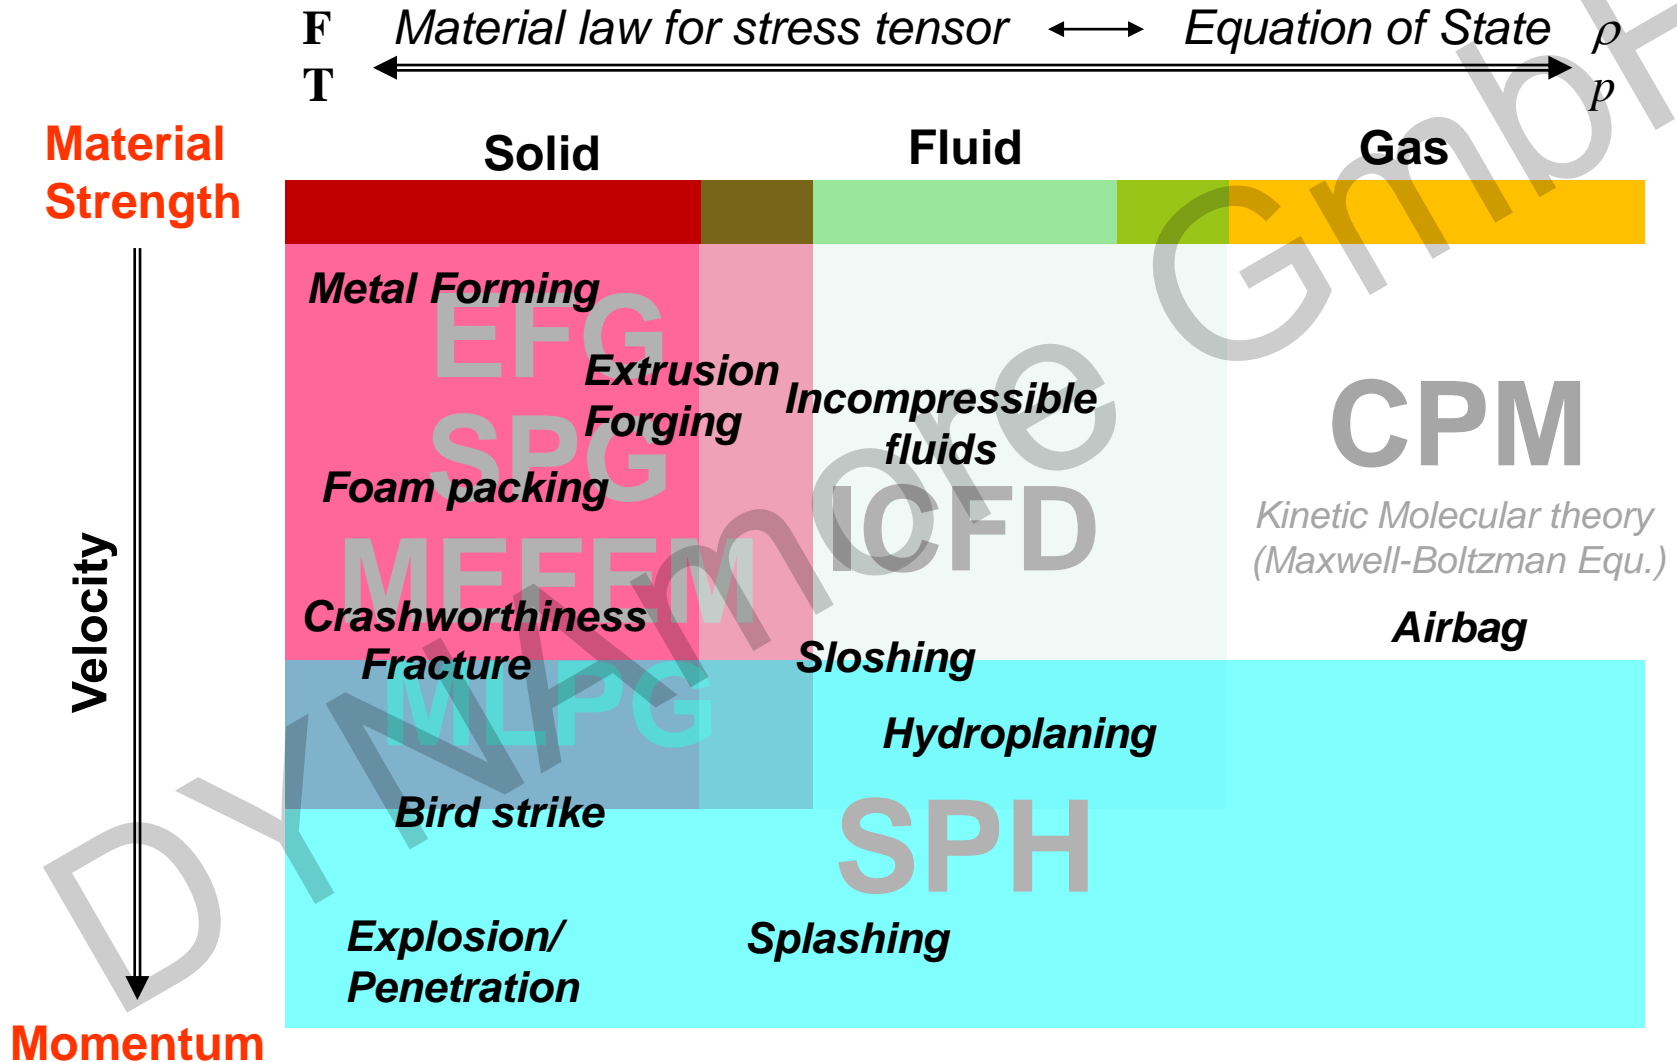 F Material law for stress tensor Equation of State ρ
T p
Material
Strength
Solid Fluid Gas
Metal Forming
EFG
Extrusion
Forging
Incompressible
fluids
SPG
CPM
Foam packing
ICFD
Kinetic Molecular theory
(Maxwell-Boltzman Equ.)
MEFEM
Crashworthiness
Fracture
Airbag
Sloshing
MLPG
Velocity
Hydroplaning
Bird strike
SPH
Explosion/
Penetration
Splashing
Momentum
DYNAmore GmbH